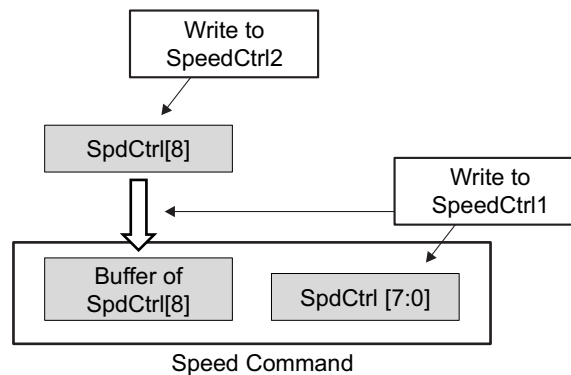 Write to
SpeedCtrl2
SpdCtrl[8]
Write to
SpeedCtrl1
Buffer of
SpdCtrl[8]
SpdCtrl [7:0]
Speed Command